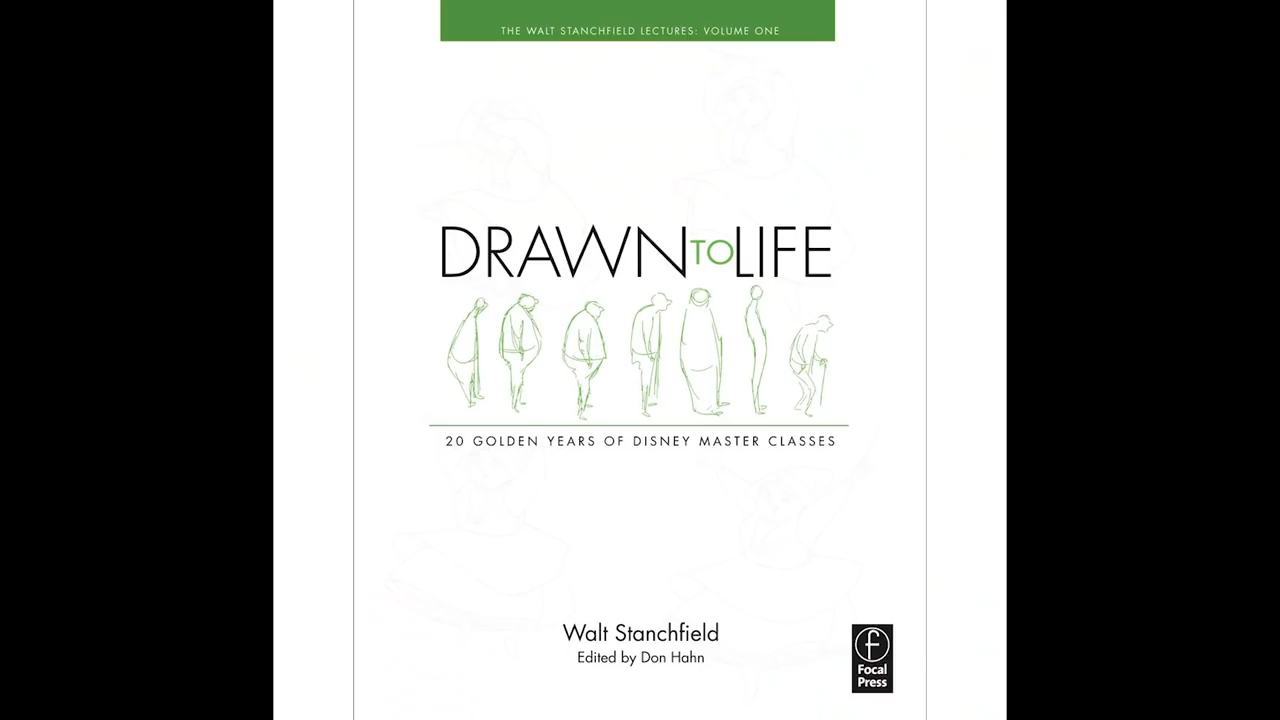 THE WALT STANCHFIELD LECTURES: VOLUME ONE
DRAWN TO LIFE
20 GOLDEN YEARS OF DISNEY MASTER CLASSES
Walt Stanchfield
Edited by Don Hahn
f
Focal
Press